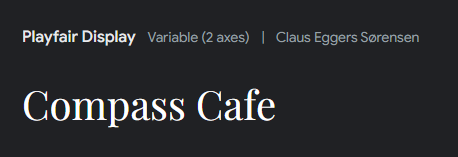 Playfair Display Variable (2 axes) | Claus Eggers Sørensen
Compass Cafe